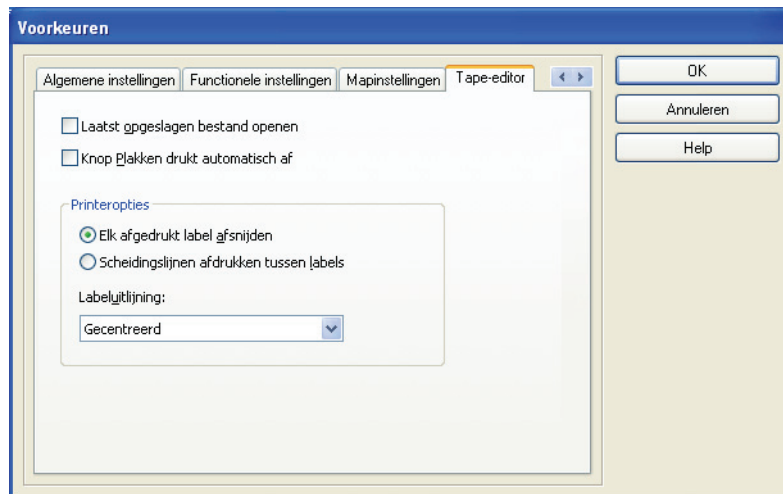 Voorkeuren
Algemene instellingen Functionele instellingen Mapinstellingen Tape-editor
OK
Annuleren
Help
Laatst opgeslagen bestand openen
Knop Plakken drukt automatisch af
Printeropties
Elk afgedrukt label afsnijden
Scheidingslijnen afdrukken tussen labels
Labeluitlijning:
Gecentreerd